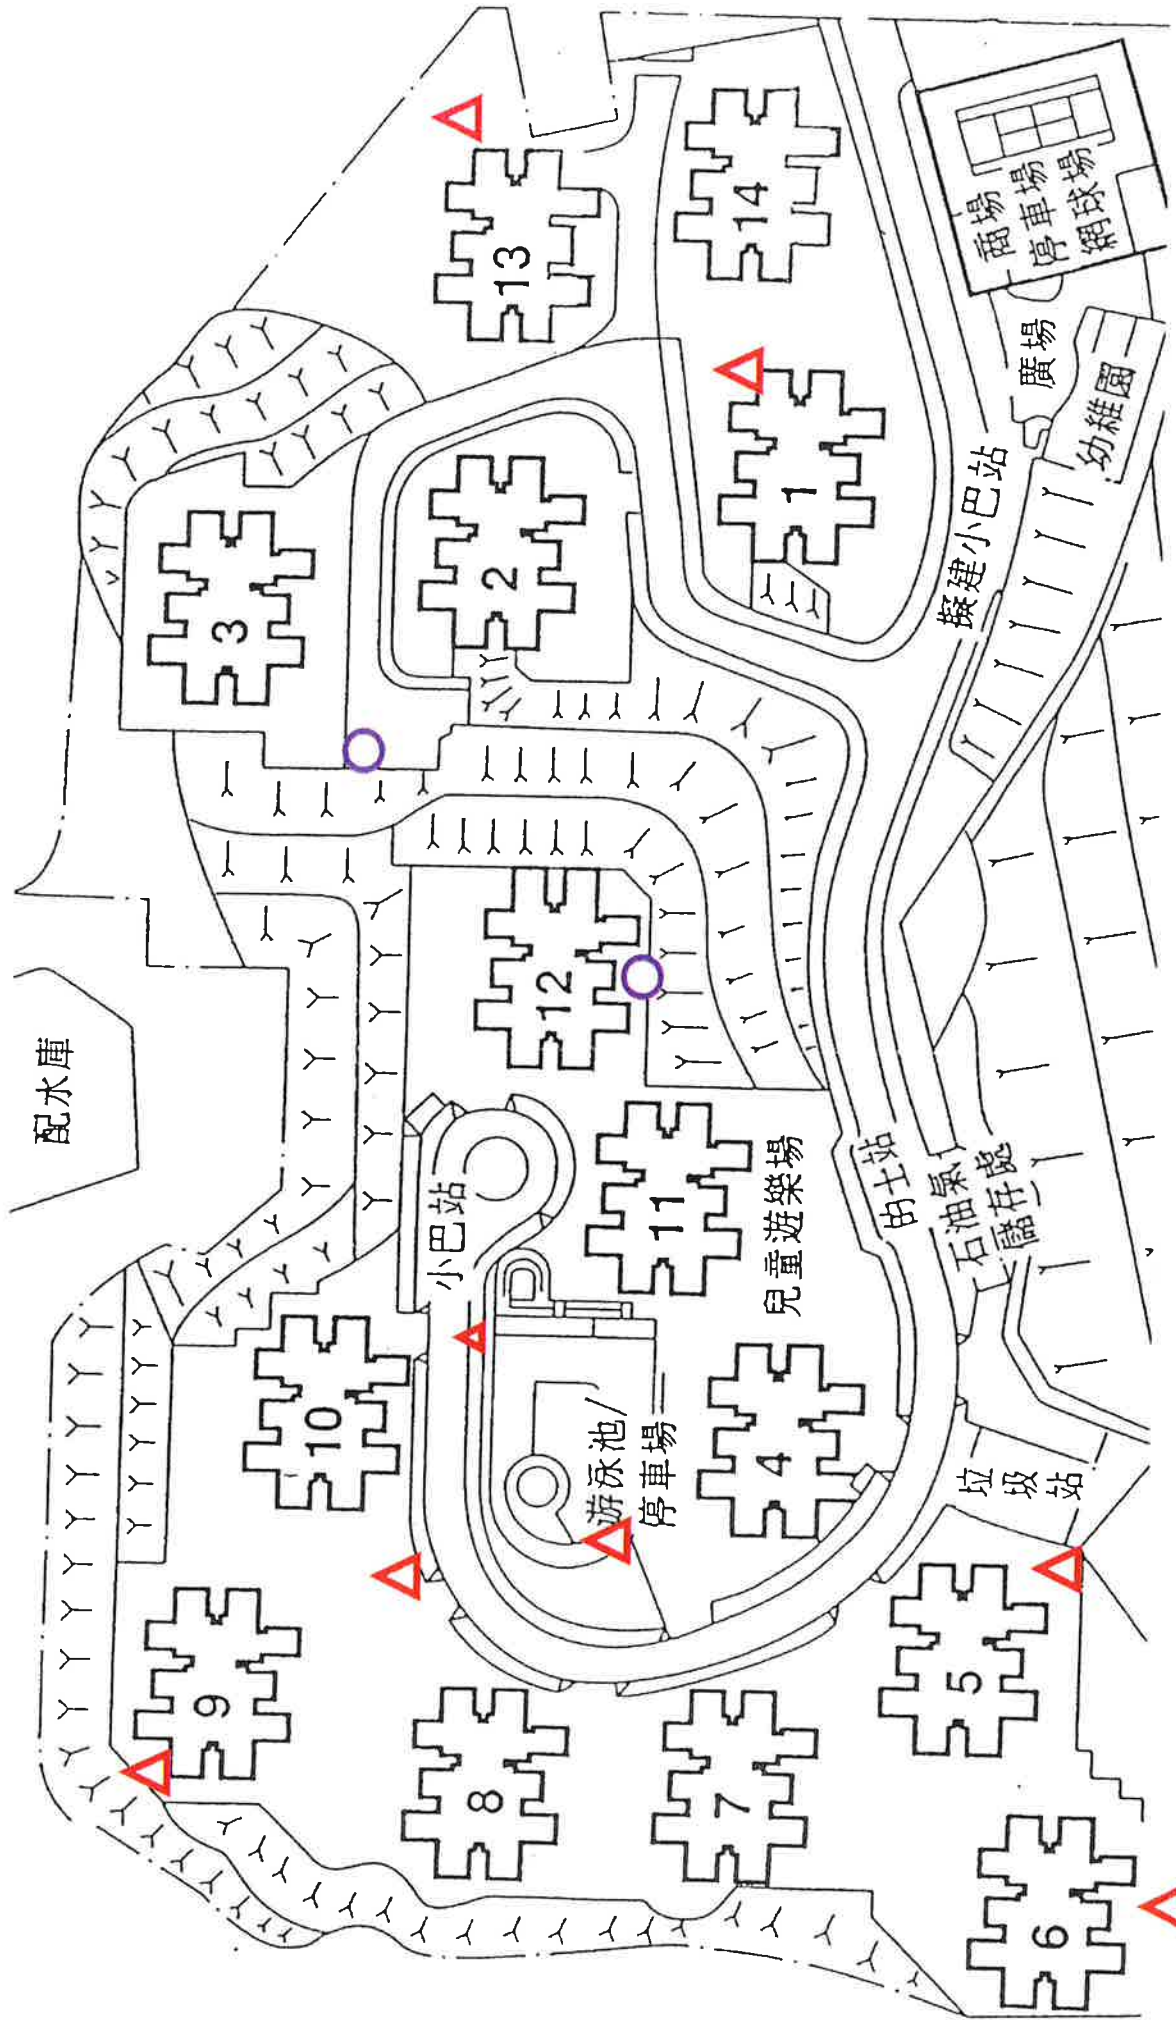 配水庫
9
3
10
小巴站
8
2
13
12
游泳池/
停車場
11
7
14
4
兒童遊樂場
1
的士站
石油氣
儲存處
5
垃圾站
擬建小巴站
商場
停車場
網球場
廣場
6
幼稚園